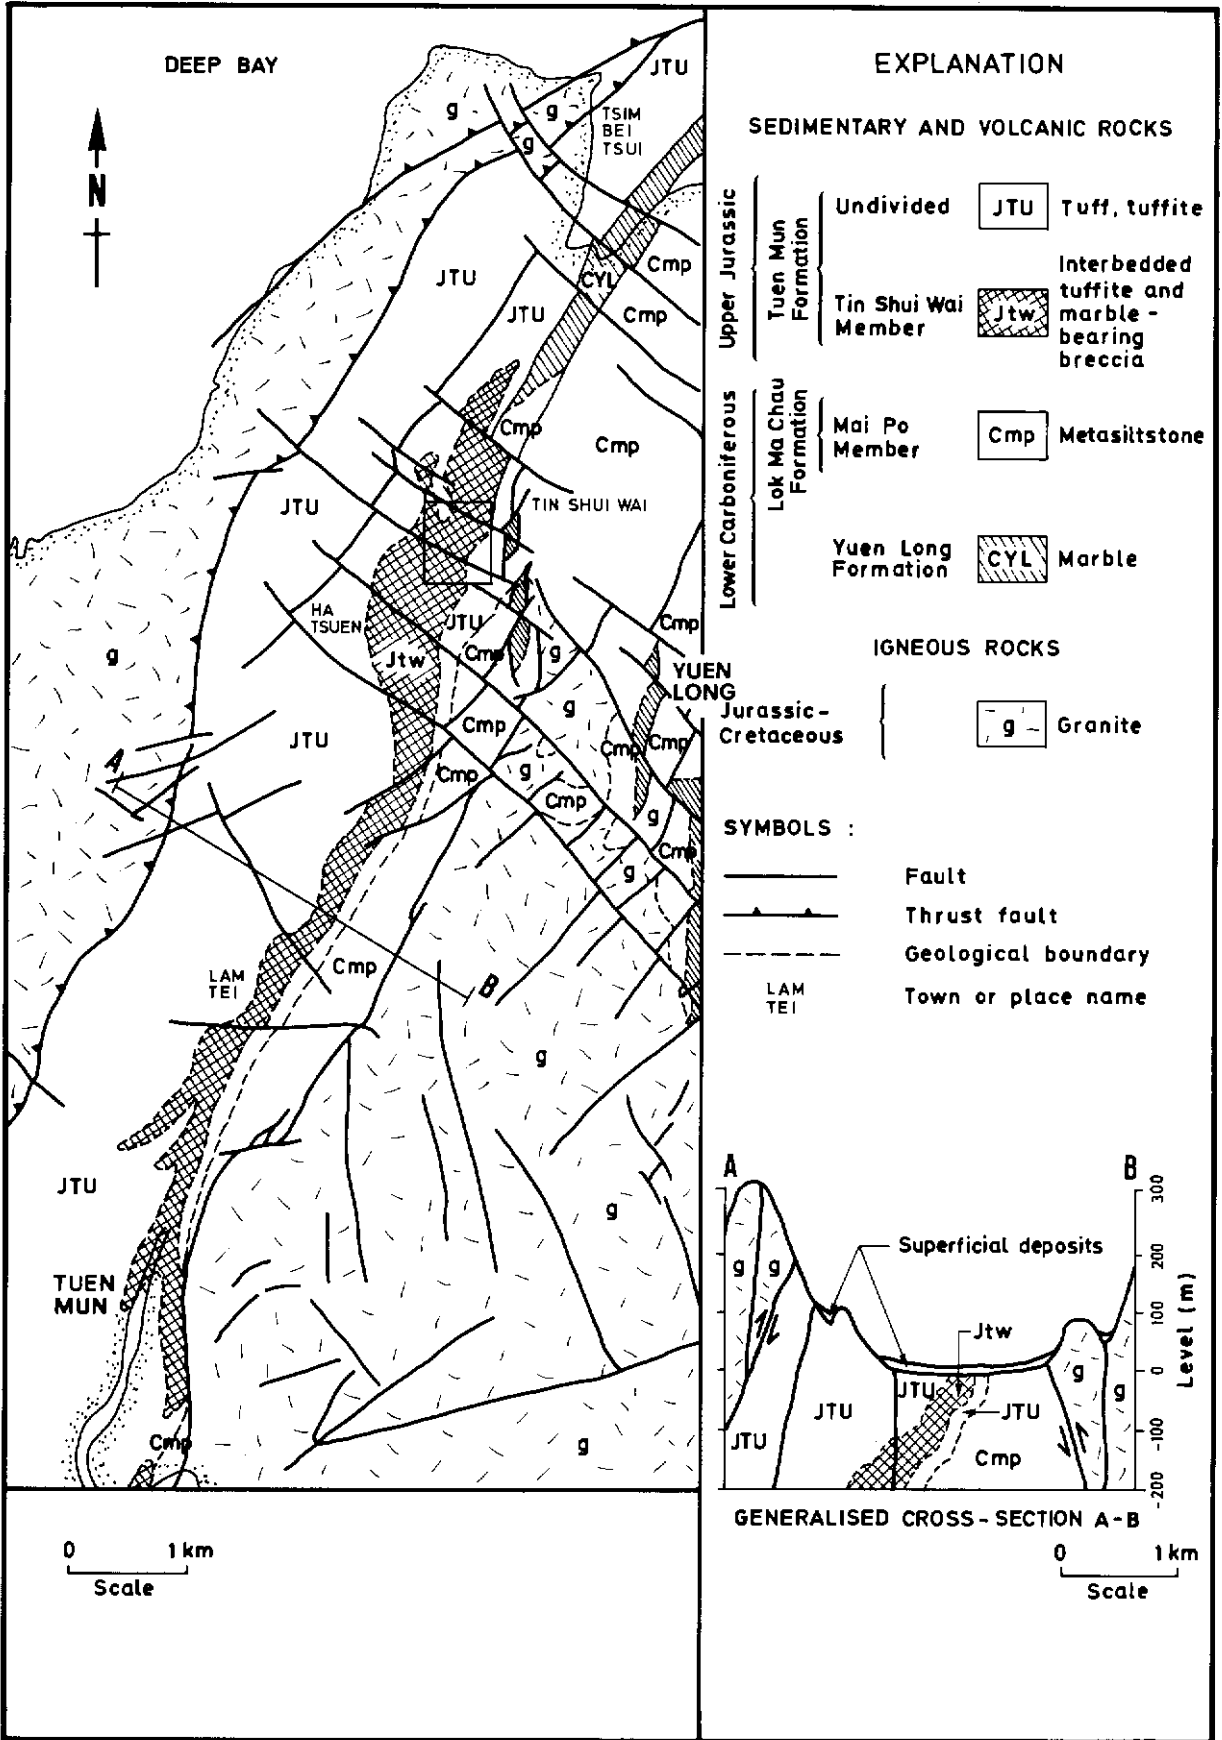 DEEP BAY
N
JTU
g
g
TSIM
BEI
TSUI
g
Cmp
JTU
CYL
JTU
Cmp
Cmp
Cmp
JTU
TIN SHUI WAI
HA
TSUEN
JTU
Cmp
g
Jtw
Cmp
g
YUEN
LONG
g
Cmp
JTU
Cmp
Cmp
A
Cmp
g
Cmp
g
Cmp
g
LAM
TEI
Cmp
B
g
JTU
g
TUEN
MUN
Cmp
g
0 1 km
Scale
EXPLANATION
SEDIMENTARY AND VOLCANIC ROCKS
Upper Jurassic
Tuen Mun
Formation
Undivided JTU Tuff, tuffite
Tin Shui Wai
Member
Jtw
Interbedded
tuffite and
marble -
bearing
breccia
Lower Carboniferous
Lok Ma Chau
Formation
Mai Po
Member
Cmp Metasiltstone
Yuen Long
Formation
CYL Marble
IGNEOUS ROCKS
Jurassic-
Cretaceous
g Granite
SYMBOLS :
Fault
Thrust fault
Geological boundary
LAM
TEI
Town or place name
A B
300
200
100
0
-100
-200
Level (m)
Superficial deposits
g g
Jtw
JTU
JTU
JTU
JTU
Cmp
g
g
GENERALISED CROSS-SECTION A-B
0 1 km
Scale